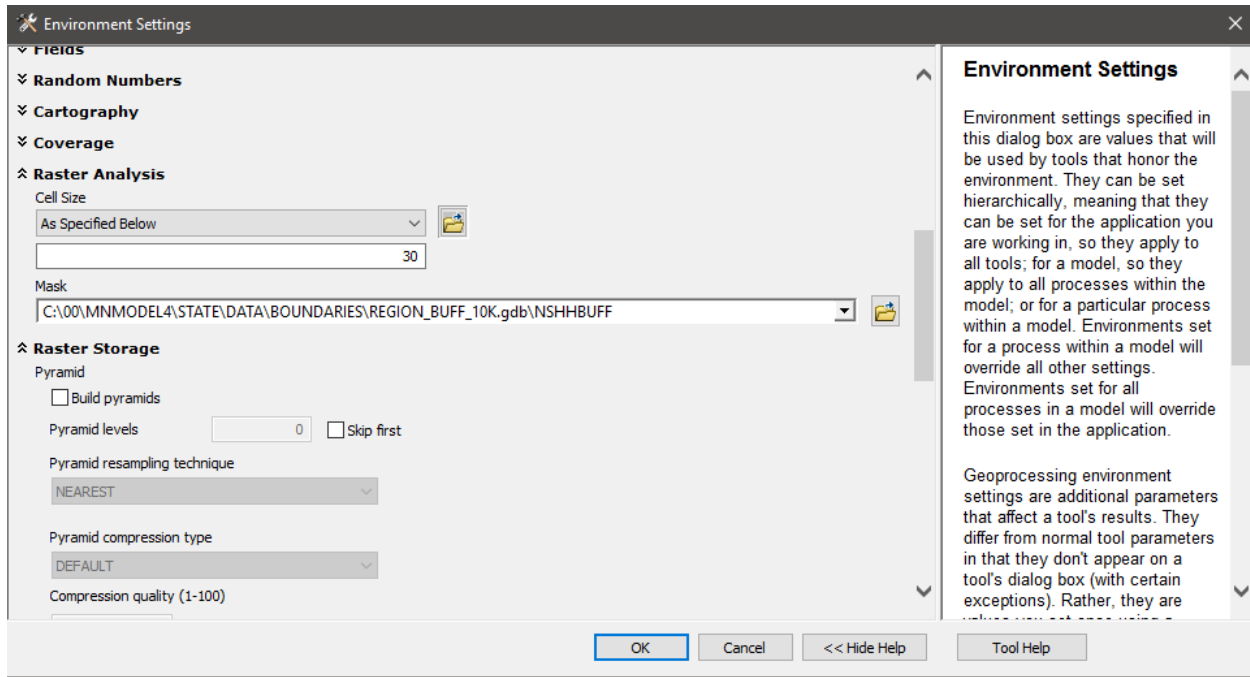 Environment Settings
Fields
Random Numbers
Cartography
Coverage
Raster Analysis
Cell Size
As Specified Below
30
Mask
C:\00\MNMODEL4\STATE\DATA\BOUNDARIES\REGION_BUFF_10K.gdb\NSHHBUFF
Raster Storage
Pyramid
Build pyramids
Pyramid levels 0 Skip first
Pyramid resampling technique
NEAREST
Pyramid compression type
DEFAULT
Compression quality (1-100)
Environment Settings
Environment settings specified in
this dialog box are values that will
be used by tools that honor the
environment. They can be set
hierarchically, meaning that they
can be set for the application you
are working in, so they apply to
all tools; for a model, so they
apply to all processes within the
model; or for a particular process
within a model. Environments set
for a process within a model will
override all other settings.
Environments set for all
processes in a model will override
those set in the application.
Geoprocessing environment
settings are additional parameters
that affect a tool's results. They
differ from normal tool parameters
in that they don't appear on a
tool's dialog box (with certain
exceptions). Rather, they are
values you set once using a
OK Cancel << Hide Help Tool Help